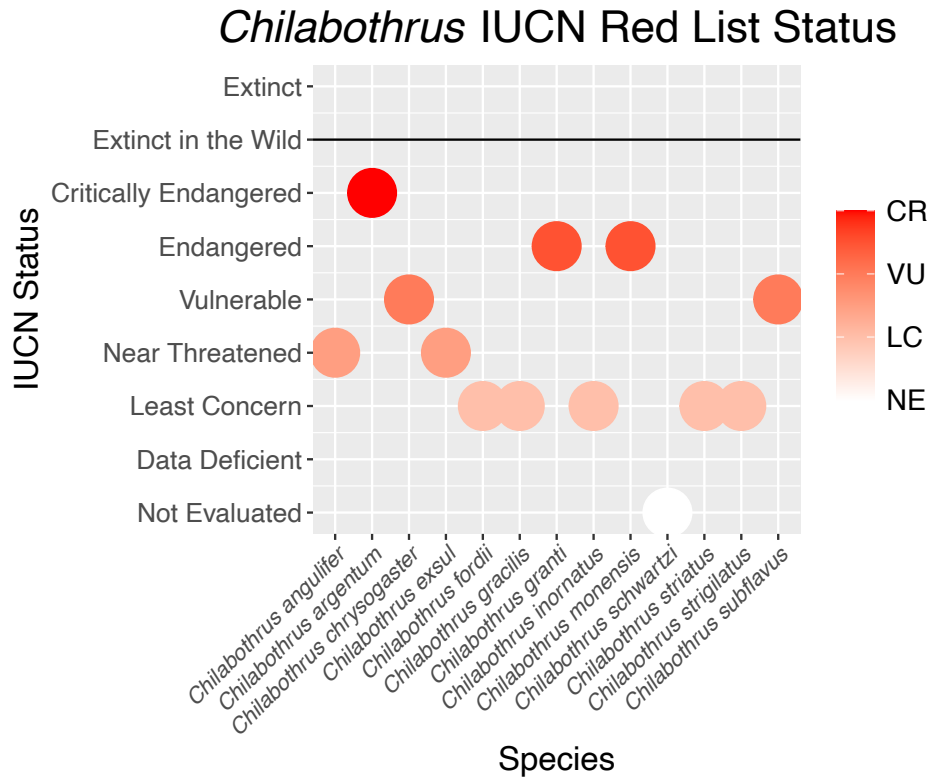 Chilabothrus IUCN Red List Status
IUCN Status
Extinct
Extinct in the Wild
Critically Endangered
Endangered
Vulnerable
Near Threatened
Least Concern
Data Deficient
Not Evaluated
CR
VU
LC
NE
Chilabothrus angulifer
Chilabothrus argentum
Chilabothrus chrysogaster
Chilabothrus exsul
Chilabothrus fordii
Chilabothrus gracilis
Chilabothrus granti
Chilabothrus inornatus
Chilabothrus monensis
Chilabothrus schwartzi
Chilabothrus striatus
Chilabothrus strigilatus
Chilabothrus subflavus
Species